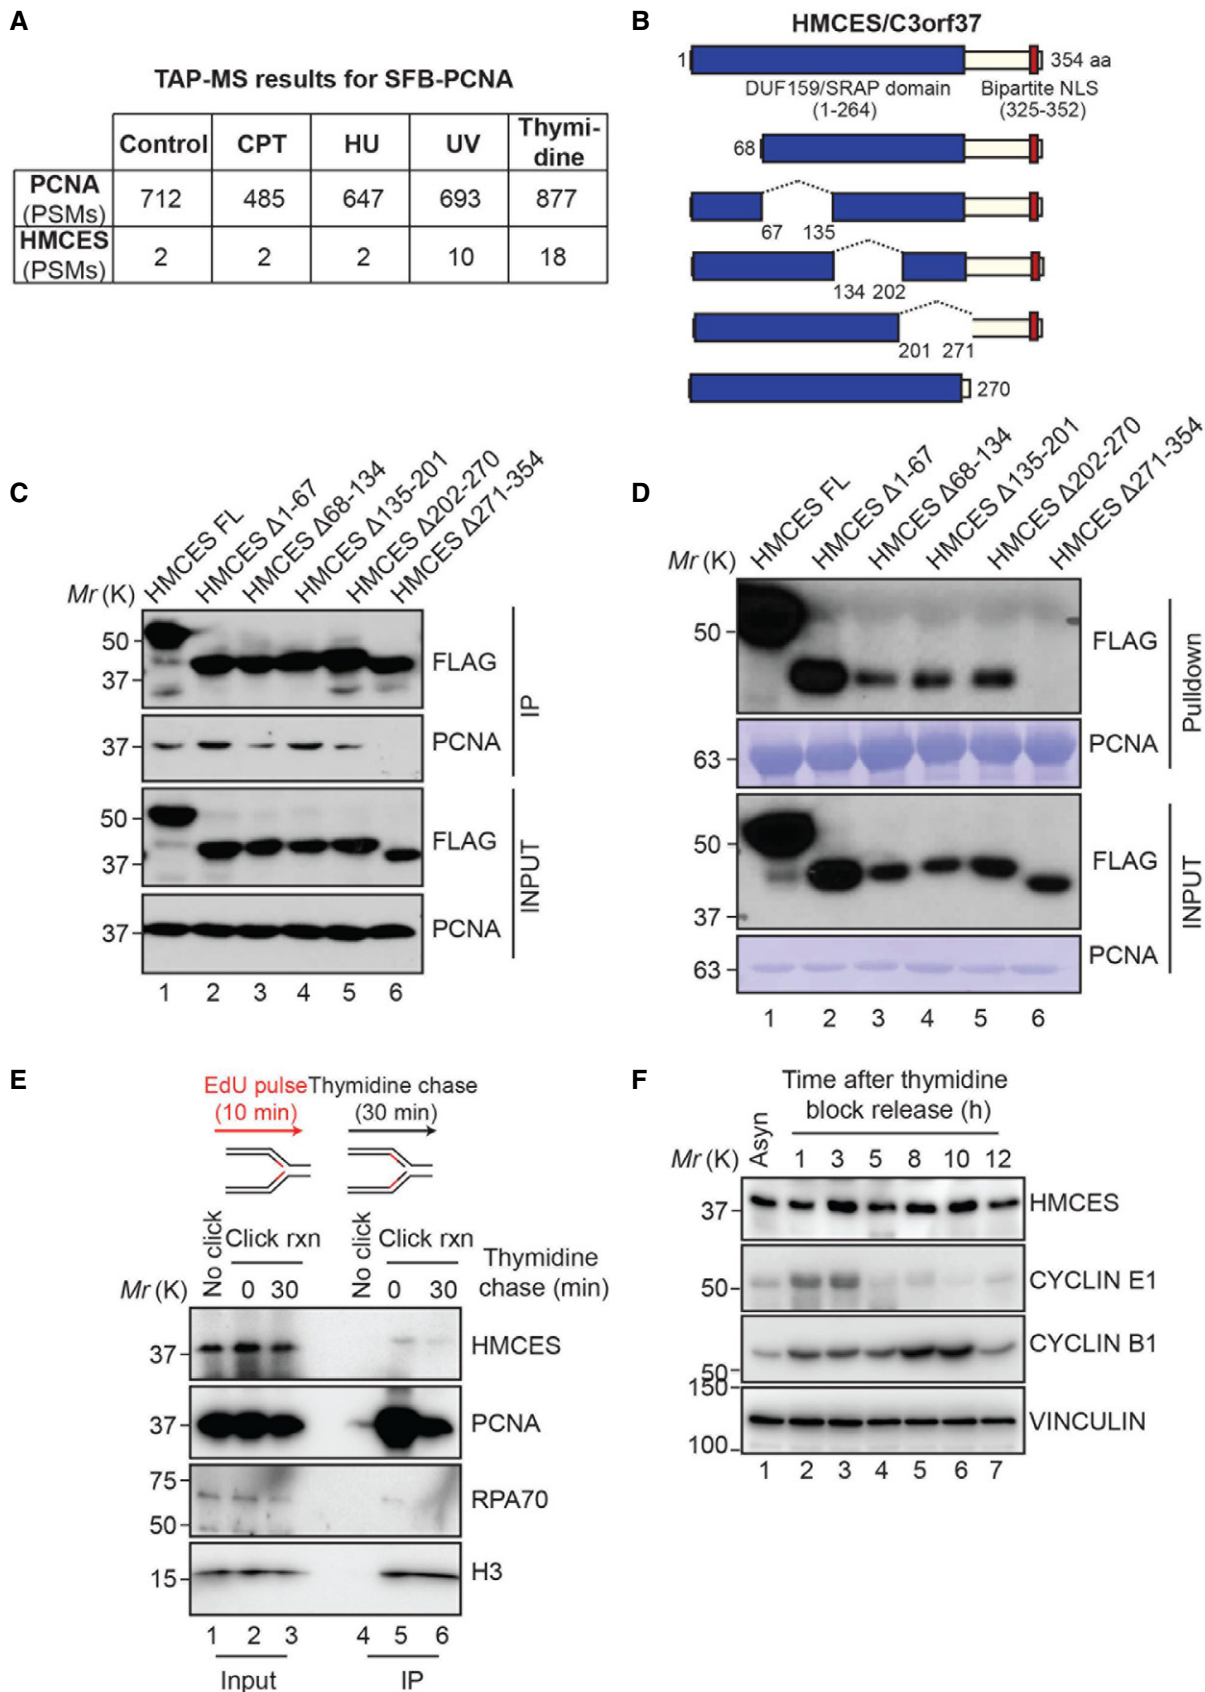 A
TAP-MS results for SFB-PCNA
Control CPT HU UV Thymi-
dine
PCNA
(PSMs) 712 485 647 693 877
HMCES
(PSMs) 2 2 2 10 18
B
HMCES/C3orf37
1 354 aa
DUF159/SRAP domain
(1-264)
Bipartite NLS
(325-352)
68
67 135
134 202
201 271
270
C
HMCES FL
HMCES Δ1-67
HMCES Δ68-134
HMCES Δ135-201
HMCES Δ202-270
HMCES Δ271-354
Mr (K)
50
37
FLAG
37
PCNA
IP
50
37
FLAG
37
PCNA
INPUT
1 2 3 4 5 6
D
HMCES FL
HMCES Δ1-67
HMCES Δ68-134
HMCES Δ135-201
HMCES Δ202-270
HMCES Δ271-354
Mr (K)
50
FLAG
63
PCNA
Pulldown
50
37
FLAG
63
PCNA
INPUT
1 2 3 4 5 6
E
EdU pulse
(10 min)
Thymidine chase
(30 min)
No click
Click rxn
0 30
No click
Click rxn
0 30
Thymidine
chase (min)
Mr (K)
37
HMCES
37
PCNA
75
50
RPA70
15
H3
1 2 3 4 5 6
Input IP
F
Time after thymidine
block release (h)
Mr (K) Asyn 1 3 5 8 10 12
37
HMCES
50
CYCLIN E1
50
CYCLIN B1
150
100
VINCULIN
1 2 3 4 5 6 7